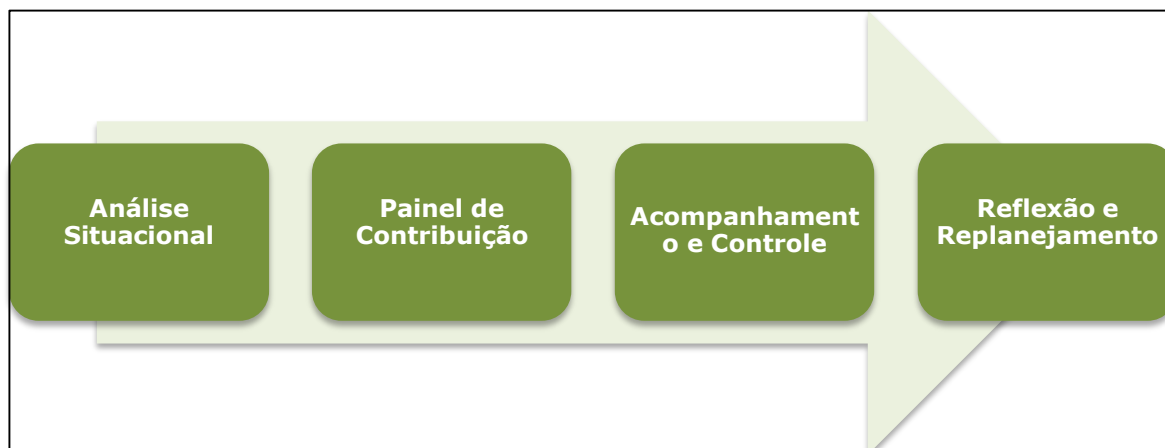 Análise
Situacional
Painel de
Contribuição
Acompanhament
o e Controle
Reflexão e
Replanejamento